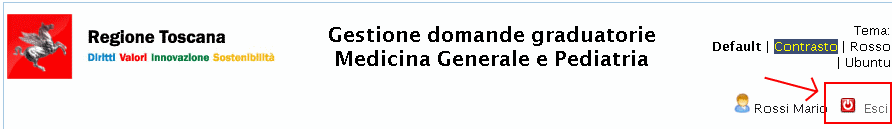 Regione Toscana
Diritti Valori Innovazione Sostenibilità
Gestione domande graduatorie
Medicina Generale e Pediatria
Tema:
Default | Contrasto | Rosso
| Ubuntu
Rossi Mario Esci